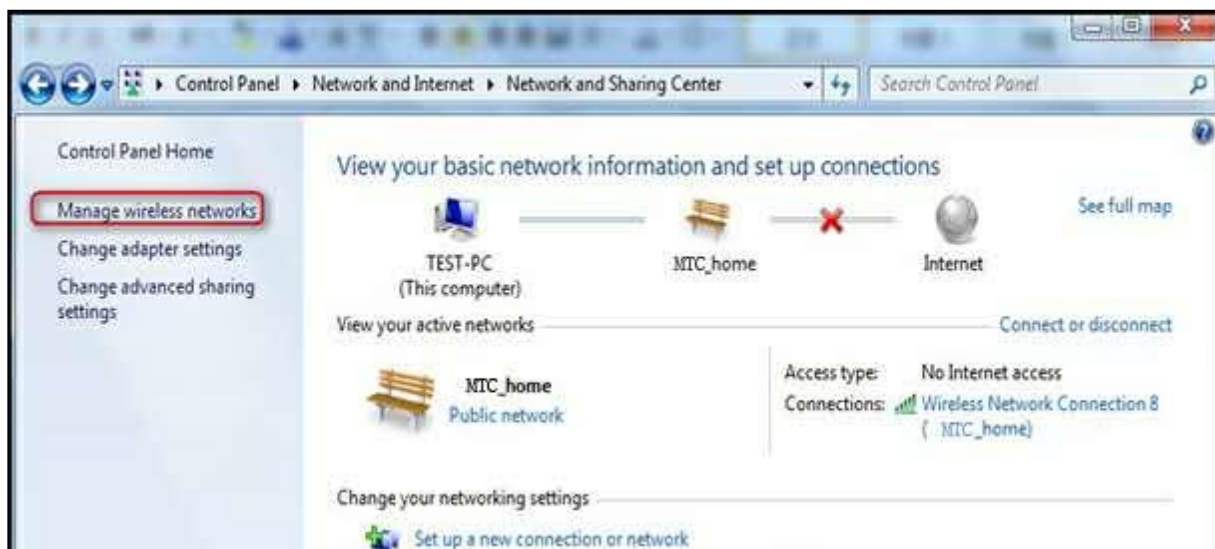 Control Panel ▸ Network and Internet ▸ Network and Sharing Center
Search Control Panel
Control Panel Home
Manage wireless networks
Change adapter settings
Change advanced sharing
settings
View your basic network information and set up connections
See full map
TEST-PC
(This computer)
MTC_home
Internet
View your active networks
Connect or disconnect
MTC_home
Public network
Access type: No Internet access
Connections: Wireless Network Connection 8
( MTC_home)
Change your networking settings
Set up a new connection or network